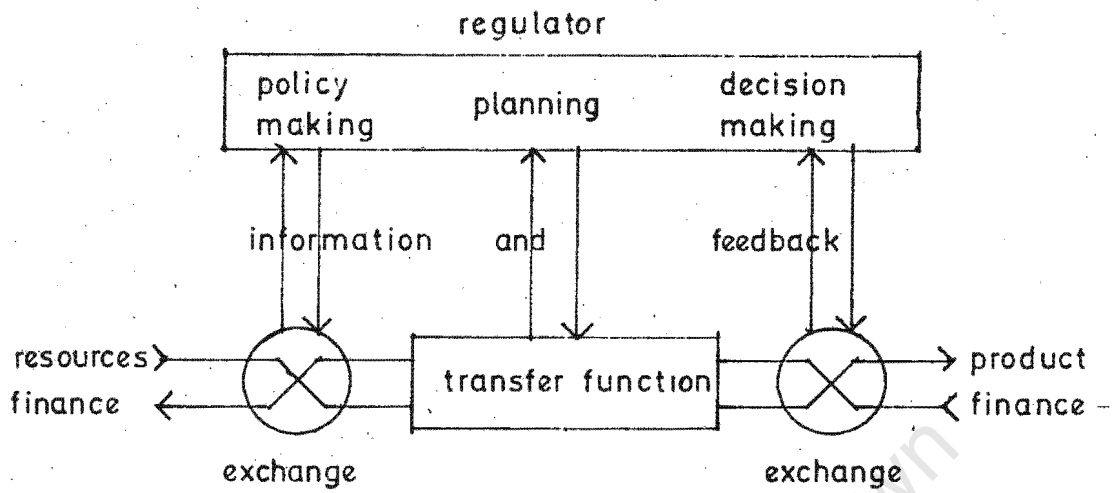 regulator
policy
making
planning
decision
making
information and feedback
resources
finance
transfer function
product
finance
exchange
exchange